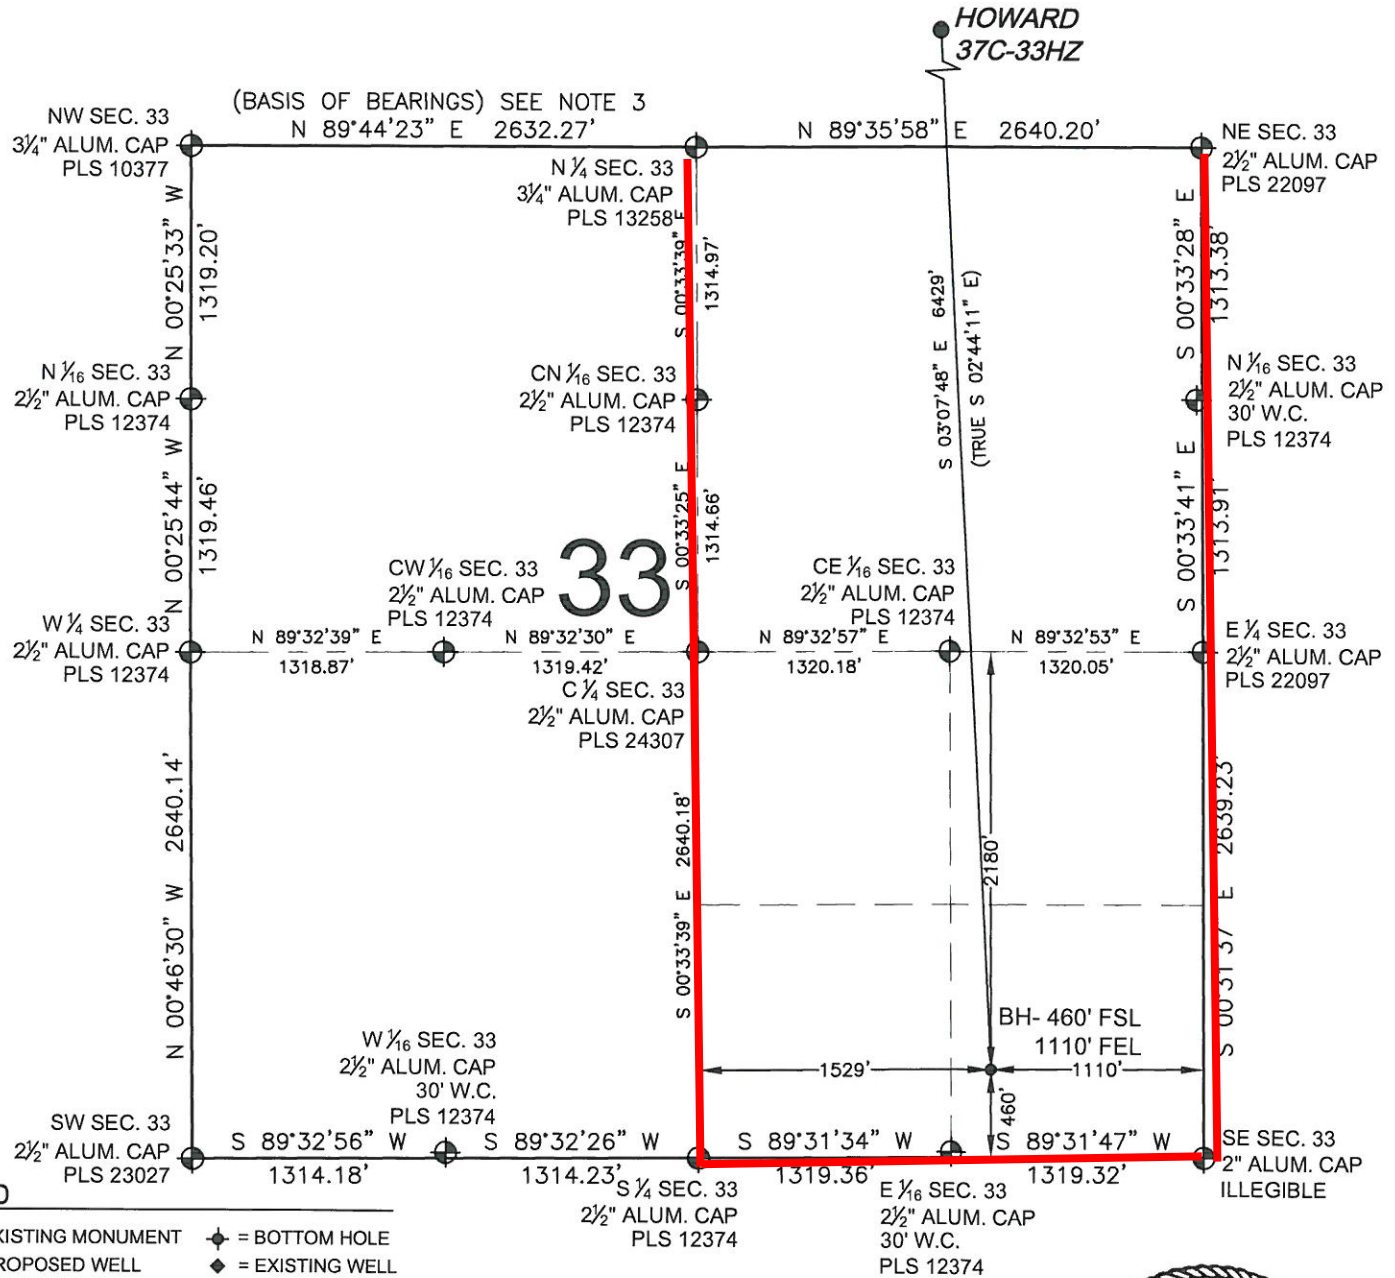 HOWARD
37C-33HZ
(BASIS OF BEARINGS) SEE NOTE 3
N 89°44'23" E 2632.27'
N 89°35'58" E 2640.20'
NW SEC. 33
3¼" ALUM. CAP
PLS 10377
N ¼ SEC. 33
3¼" ALUM. CAP
PLS 13258
NE SEC. 33
2½" ALUM. CAP
PLS 22097
N 00°25'33" W
1319.20'
S 00°33'39" E
1314.97'
S 03°07'48" E 6429'
(TRUE S 02°44'11" E)
S 00°33'28" E
1313.38'
N 1/16 SEC. 33
2½" ALUM. CAP
PLS 12374
CN 1/16 SEC. 33
2½" ALUM. CAP
PLS 12374
N 1/16 SEC. 33
2½" ALUM. CAP
30' W.C.
PLS 12374
N 00°25'44" W
1319.46'
S 00°33'25" E
1314.66'
S 00°33'41" E
1313.91'
33
CW 1/16 SEC. 33
2½" ALUM. CAP
PLS 12374
CE 1/16 SEC. 33
2½" ALUM. CAP
PLS 12374
W ¼ SEC. 33
2½" ALUM. CAP
PLS 12374
N 89°32'39" E
1318.87'
N 89°32'30" E
1319.42'
N 89°32'57" E
1320.18'
N 89°32'53" E
1320.05'
E ¼ SEC. 33
2½" ALUM. CAP
PLS 22097
C ¼ SEC. 33
2½" ALUM. CAP
PLS 24307
N 00°46'30" W 2640.14'
S 00°33'39" E 2640.18'
2180'
S 00°31'37" E 2639.23'
BH- 460' FSL
1110' FEL
1529'
1110'
460'
W 1/16 SEC. 33
2½" ALUM. CAP
30' W.C.
PLS 12374
SW SEC. 33
2½" ALUM. CAP
PLS 23027
S 89°32'56" W
1314.18'
S 89°32'26" W
1314.23'
S 89°31'34" W
1319.36'
S 89°31'47" W
1319.32'
SE SEC. 33
2" ALUM. CAP
ILLEGIBLE
S ¼ SEC. 33
2½" ALUM. CAP
PLS 12374
E 1/16 SEC. 33
2½" ALUM. CAP
30' W.C.
PLS 12374
D
XISTING MONUMENT = BOTTOM HOLE
ROPOSED WELL = EXISTING WELL